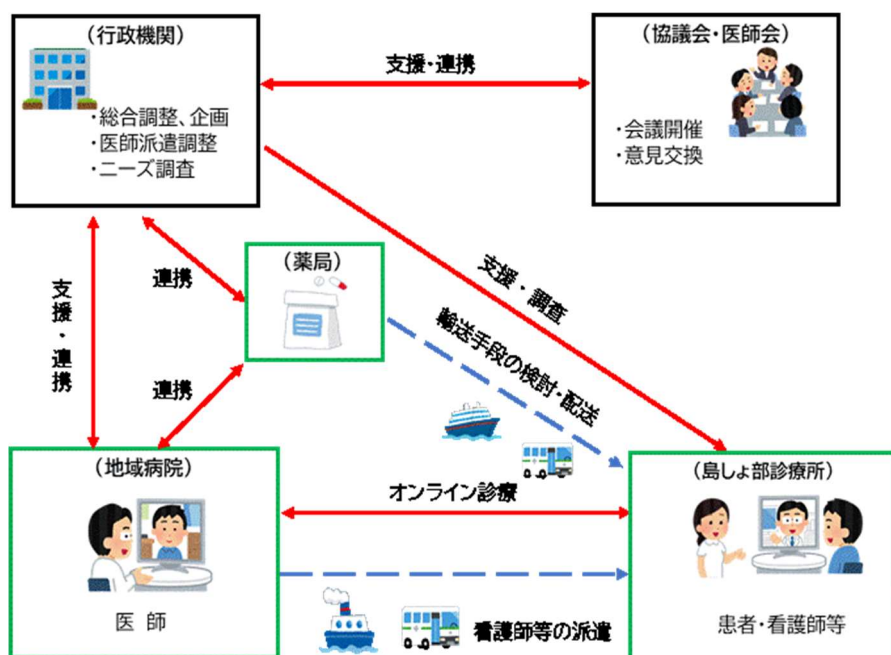 (行政機関)
・総合調整、企画
・医師派遣調整
・ニーズ調査
支援・連携
(協議会・医師会)
・会議開催
・意見交換
支援・連携
連携
(薬局)
連携
支援・調査
輸送手段の検討・配送
(地域病院)
医 師
オンライン診療
看護師等の派遣
(島しょ部診療所)
患者・看護師等